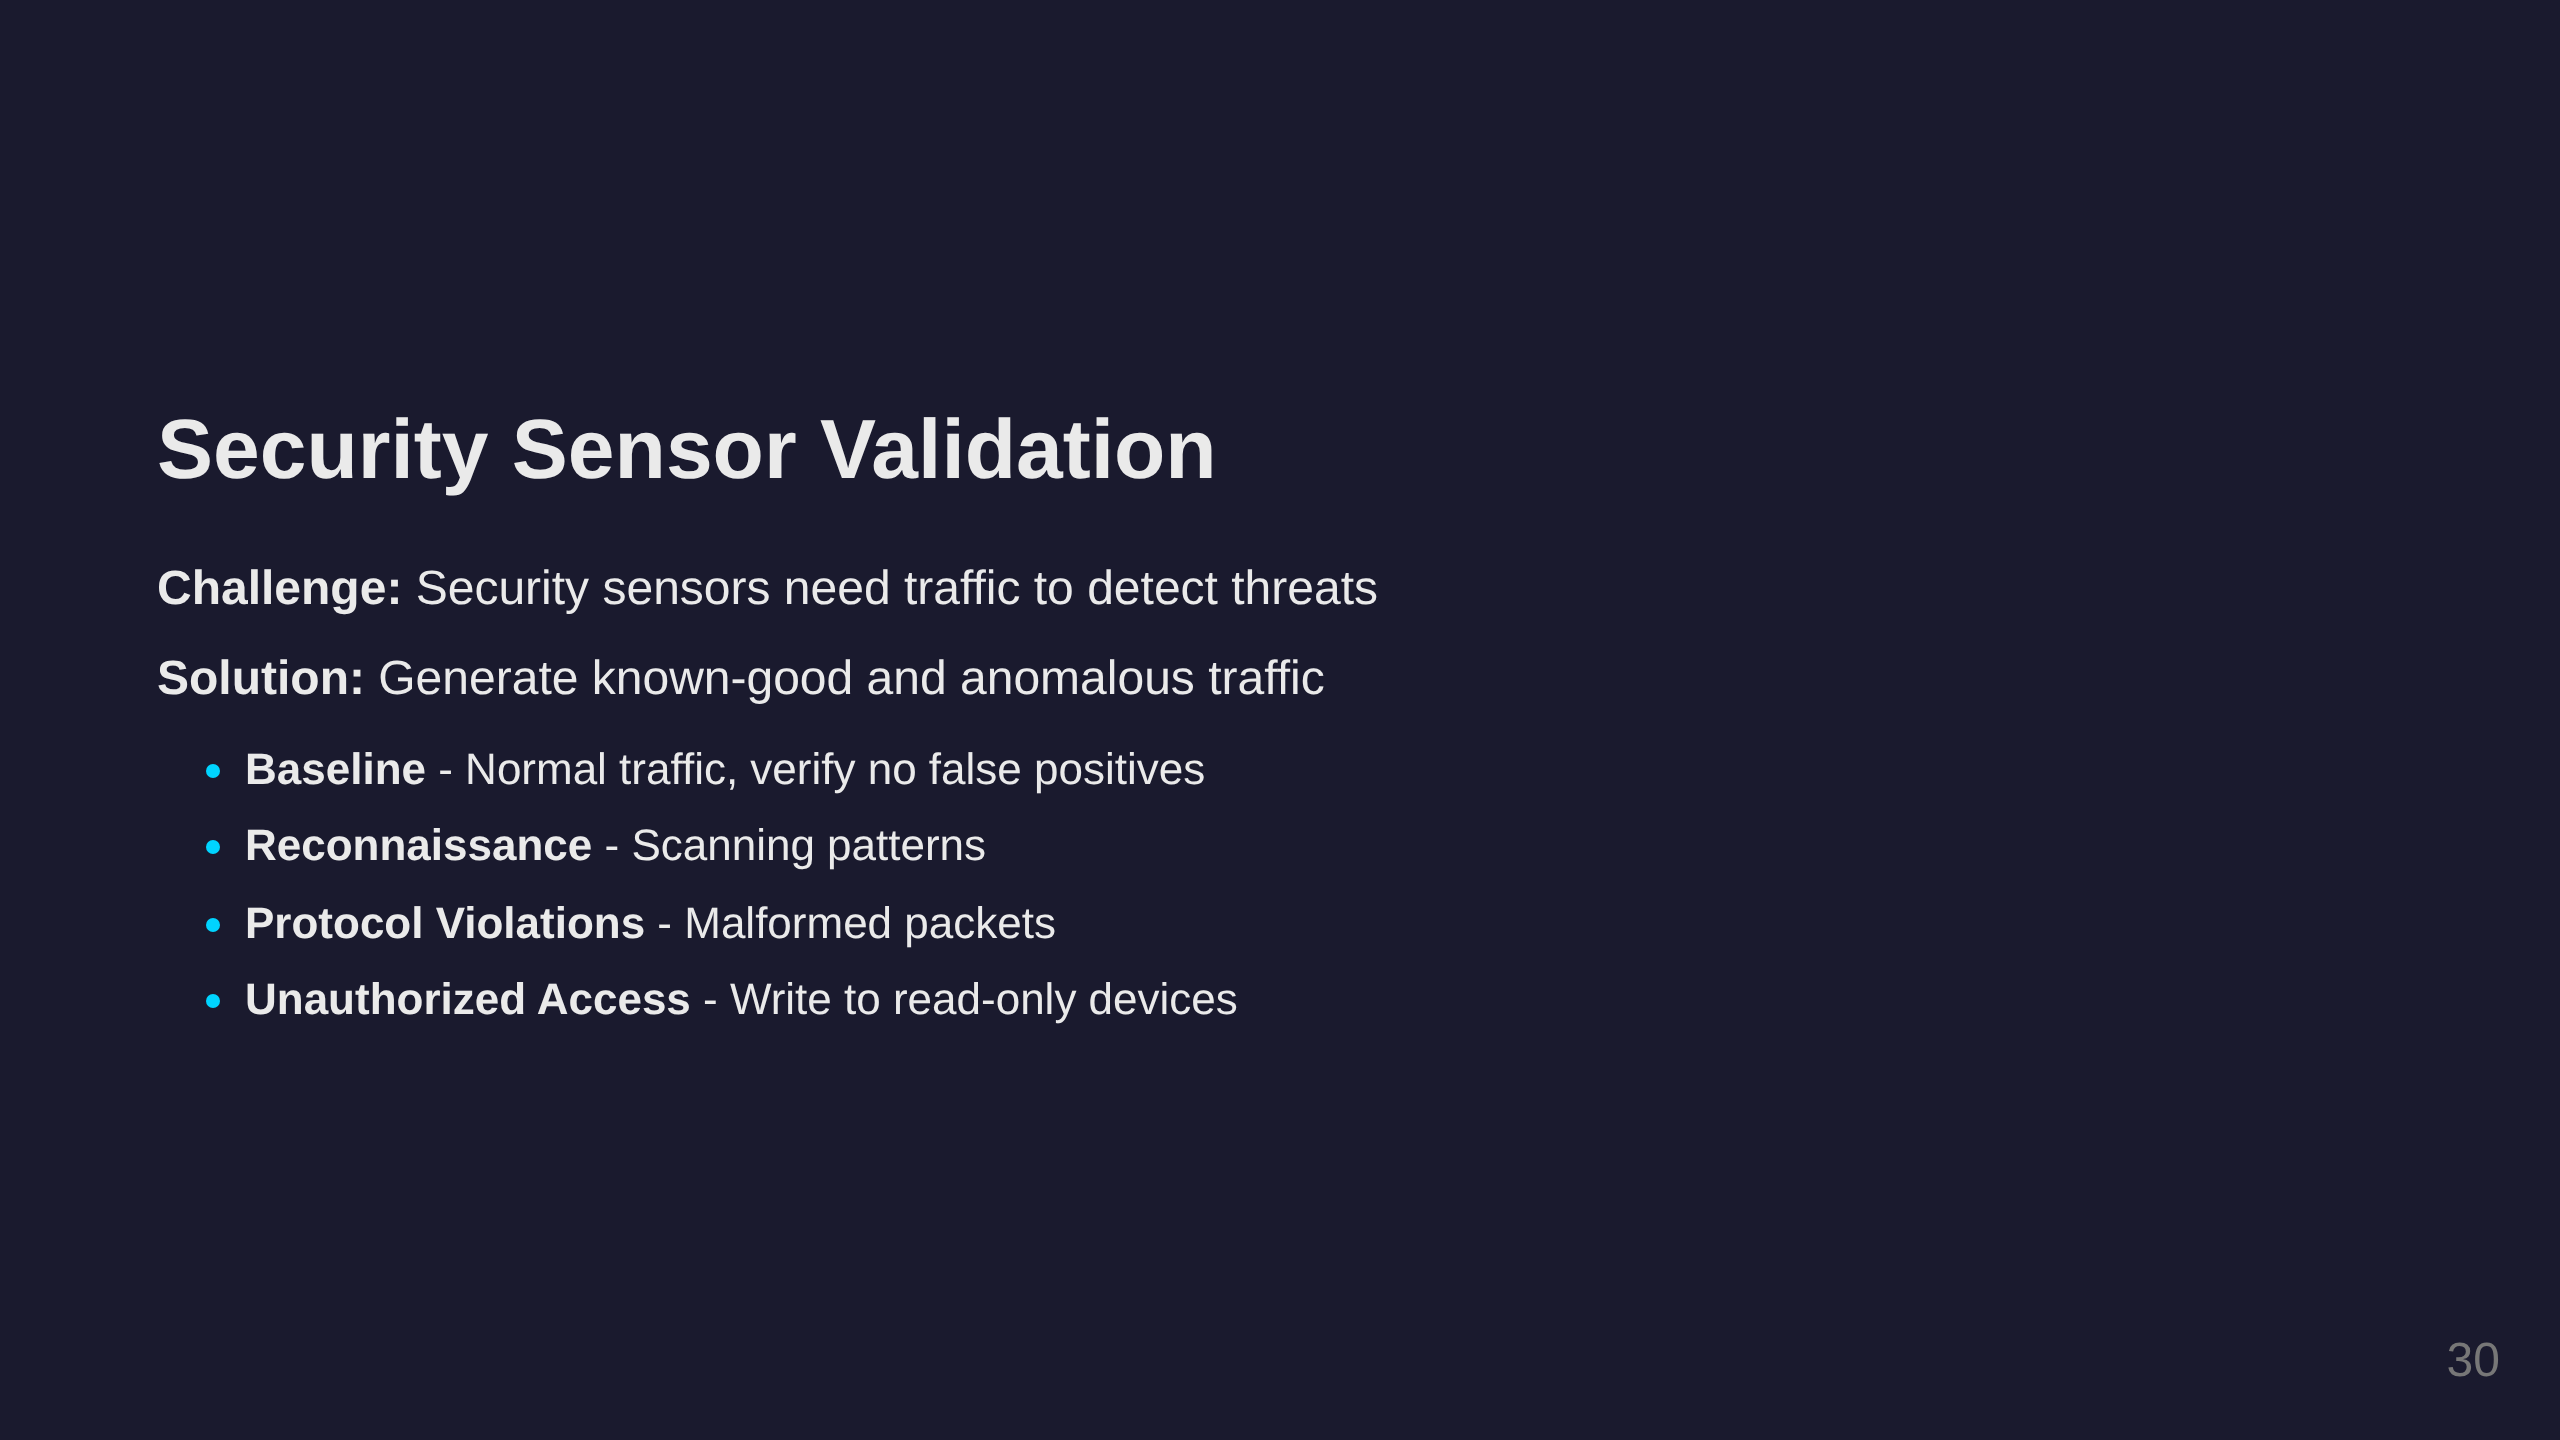 Security Sensor Validation
Challenge: Security sensors need traffic to detect threats
Solution: Generate known-good and anomalous traffic
• Baseline - Normal traffic, verify no false positives
• Reconnaissance - Scanning patterns
• Protocol Violations - Malformed packets
• Unauthorized Access - Write to read-only devices
30